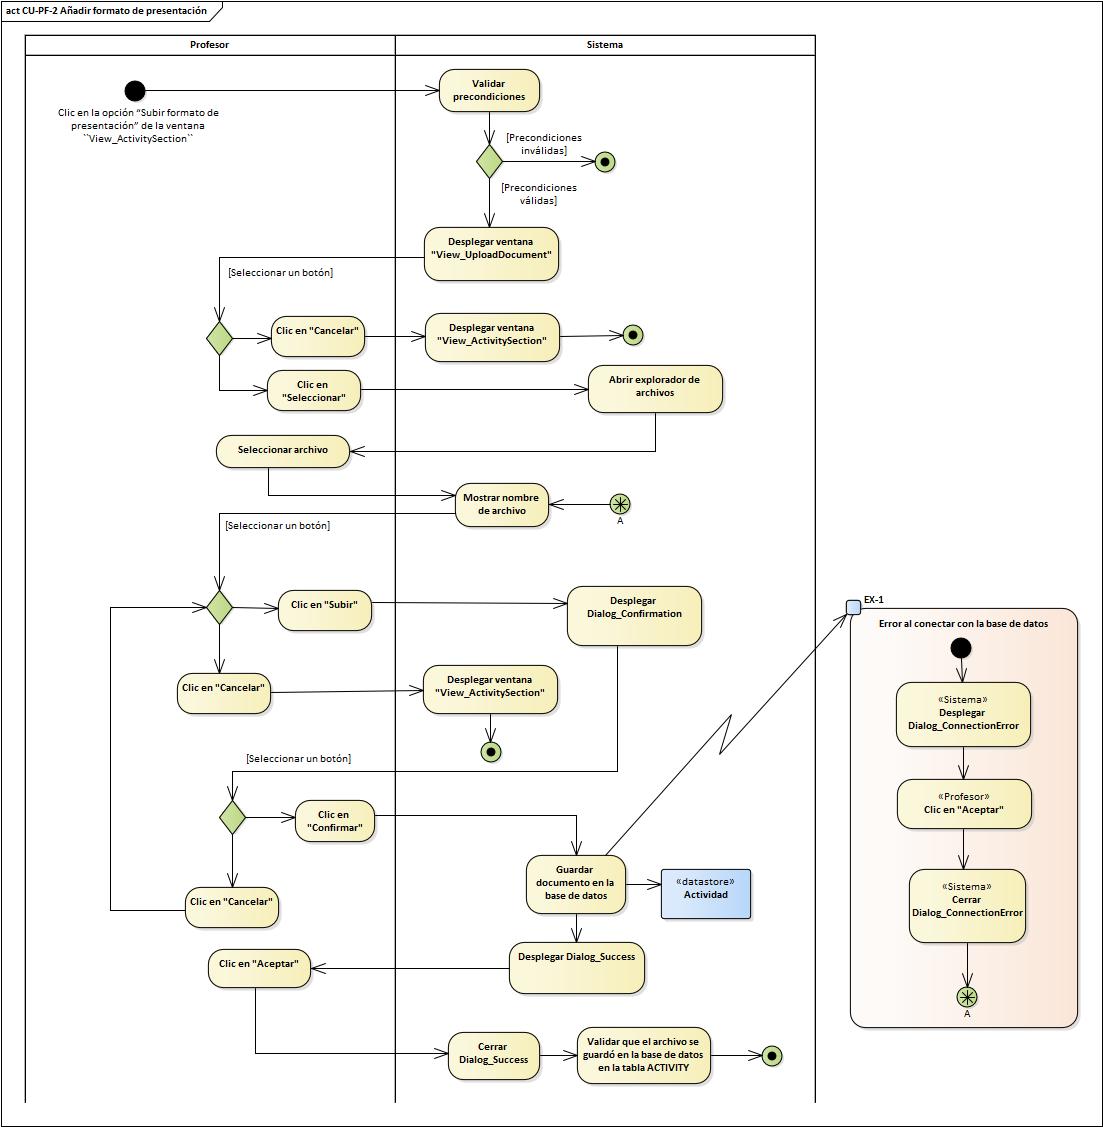 act CU-PF-2 Añadir formato de presentación
Profesor
Sistema
Clic en la opción “Subir formato de
presentación” de la ventana
``View_ActivitySection``
Validar
precondiciones
[Precondiciones
inválidas]
[Precondiciones
válidas]
Desplegar ventana
"View_UploadDocument"
[Seleccionar un botón]
Clic en "Cancelar"
Desplegar ventana
"View_ActivitySection"
Clic en
"Seleccionar"
Abrir explorador de
archivos
Seleccionar archivo
Mostrar nombre
de archivo
A
[Seleccionar un botón]
Clic en "Subir"
Desplegar
Dialog_Confirmation
Clic en "Cancelar"
Desplegar ventana
"View_ActivitySection"
[Seleccionar un botón]
Clic en
"Confirmar"
Guardar
documento en la
base de datos
«datastore»
Actividad
Clic en "Cancelar"
Desplegar Dialog_Success
Clic en "Aceptar"
Cerrar
Dialog_Success
Validar que el archivo se
guardó en la base de datos
en la tabla ACTIVITY
EX-1
Error al conectar con la base de datos
«Sistema»
Desplegar
Dialog_ConnectionError
«Profesor»
Clic en "Aceptar"
«Sistema»
Cerrar
Dialog_ConnectionError
A